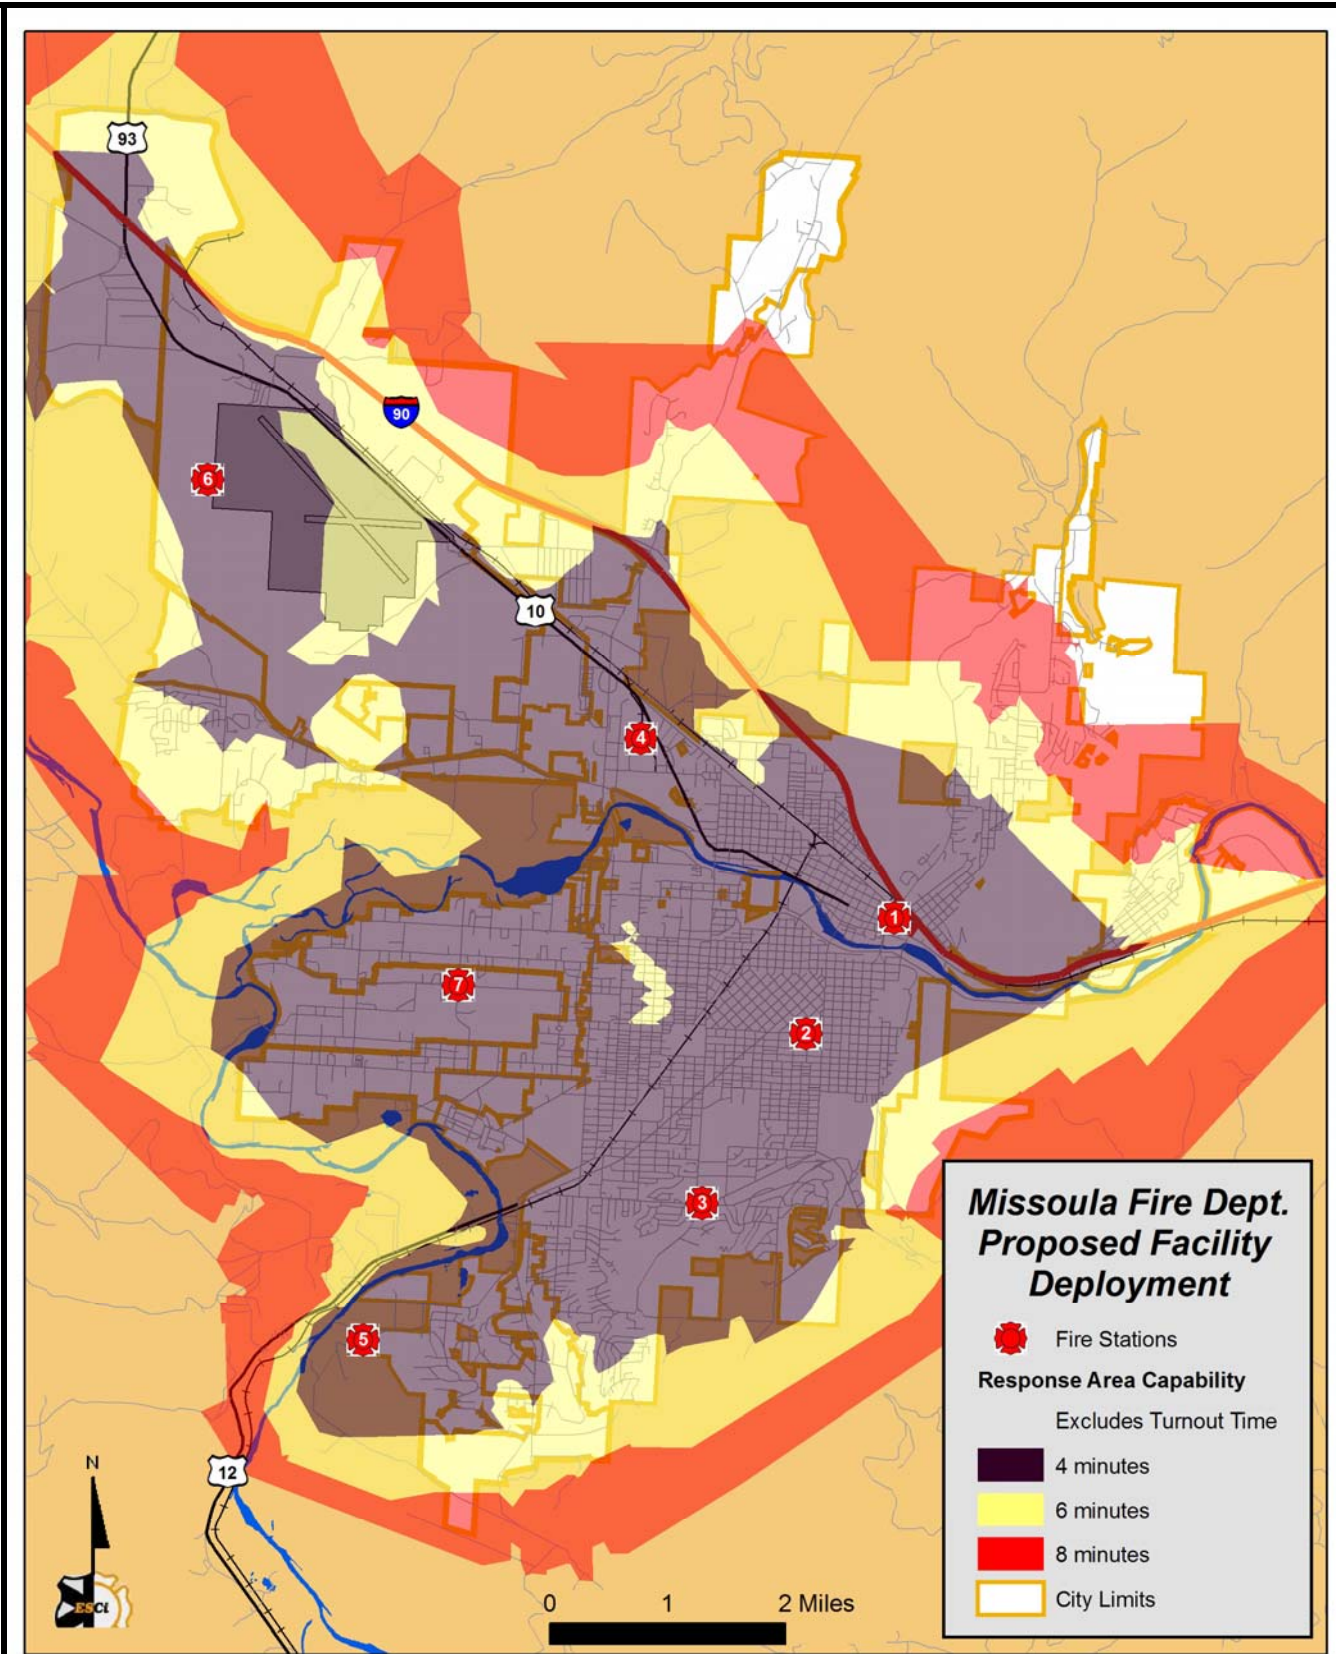 93
90
6
10
4
1
7
2
3
5
12
N
ESCi
0 1 2 Miles
Missoula Fire Dept.
Proposed Facility
Deployment
Fire Stations
Response Area Capability
Excludes Turnout Time
4 minutes
6 minutes
8 minutes
City Limits